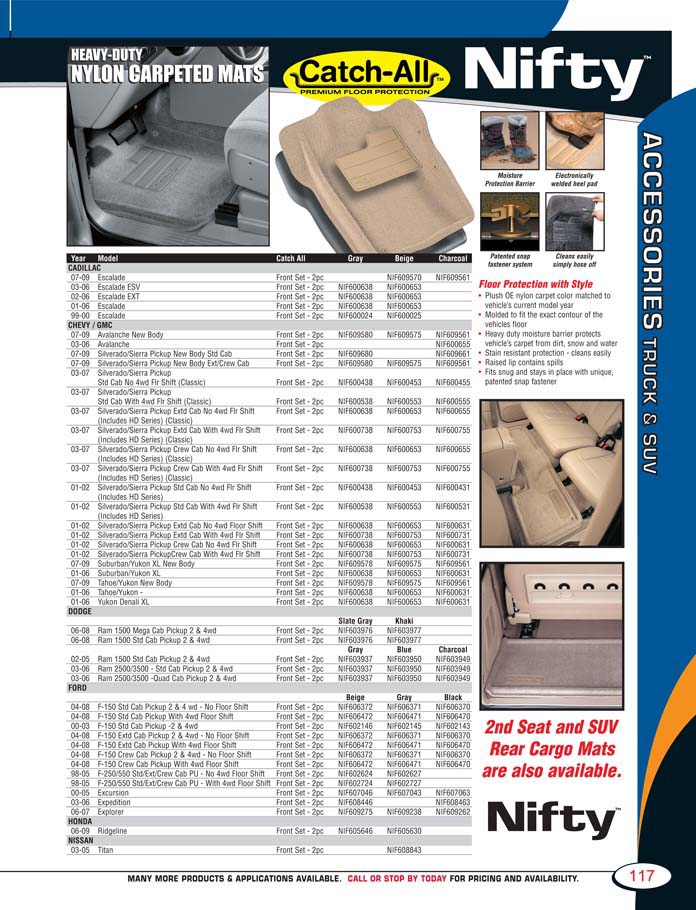 HEAVY-DUTY
NYLON CARPETED MATS
Catch-All™
PREMIUM FLOOR PROTECTION
Nifty™
Moisture
Protection Barrier
Electronically
welded heel pad
Patented snap
fastener system
Cleans easily
simply hose off
ACCESSORIES TRUCK & SUV
Year Model Catch All Gray Beige Charcoal
CADILLAC
07-09 Escalade Front Set - 2pc NIF609570 NIF609561
03-06 Escalade ESV Front Set - 2pc NIF600638 NIF600653
02-06 Escalade EXT Front Set - 2pc NIF600638 NIF600653
01-06 Escalade Front Set - 2pc NIF600638 NIF600653
99-00 Escalade Front Set - 2pc NIF600024 NIF600025
CHEVY / GMC
07-09 Avalanche New Body Front Set - 2pc NIF609580 NIF609575 NIF609561
03-06 Avalanche Front Set - 2pc NIF600655
07-09 Silverado/Sierra Pickup New Body Std Cab Front Set - 2pc NIF609680 NIF609661
07-09 Silverado/Sierra Pickup New Body Ext/Crew Cab Front Set - 2pc NIF609580 NIF609575 NIF609561
03-07 Silverado/Sierra Pickup
Std Cab No 4wd Flr Shift (Classic) Front Set - 2pc NIF600438 NIF600453 NIF600455
03-07 Silverado/Sierra Pickup
Std Cab With 4wd Flr Shift (Classic) Front Set - 2pc NIF600538 NIF600553 NIF600555
03-07 Silverado/Sierra Pickup Extd Cab No 4wd Flr Shift Front Set - 2pc NIF600638 NIF600653 NIF600655
(Includes HD Series) (Classic)
03-07 Silverado/Sierra Pickup Extd Cab With 4wd Flr Shift Front Set - 2pc NIF600738 NIF600753 NIF600755
(Includes HD Series) (Classic)
03-07 Silverado/Sierra Pickup Crew Cab No 4wd Flr Shift Front Set - 2pc NIF600638 NIF600653 NIF600655
(Includes HD Series) (Classic)
03-07 Silverado/Sierra Pickup Crew Cab With 4wd Flr Shift Front Set - 2pc NIF600738 NIF600753 NIF600755
(Includes HD Series) (Classic)
01-02 Silverado/Sierra Pickup Std Cab No 4wd Flr Shift Front Set - 2pc NIF600438 NIF600453 NIF600431
(Includes HD Series)
01-02 Silverado/Sierra Pickup Std Cab With 4wd Flr Shift Front Set - 2pc NIF600538 NIF600553 NIF600531
(Includes HD Series)
01-02 Silverado/Sierra Pickup Extd Cab No 4wd Floor Shift Front Set - 2pc NIF600638 NIF600653 NIF600631
01-02 Silverado/Sierra Pickup Extd Cab With 4wd Flr Shift Front Set - 2pc NIF600738 NIF600753 NIF600731
01-02 Silverado/Sierra Pickup Crew Cab No 4wd Flr Shift Front Set - 2pc NIF600638 NIF600653 NIF600631
01-02 Silverado/Sierra PickupCrew Cab With 4wd Flr Shift Front Set - 2pc NIF600738 NIF600753 NIF600731
07-09 Suburban/Yukon XL New Body Front Set - 2pc NIF609578 NIF609575 NIF609561
01-06 Suburban/Yukon XL Front Set - 2pc NIF600638 NIF600653 NIF600631
07-09 Tahoe/Yukon New Body Front Set - 2pc NIF609578 NIF609575 NIF609561
01-06 Tahoe/Yukon - Front Set - 2pc NIF600638 NIF600653 NIF600631
01-06 Yukon Denali XL Front Set - 2pc NIF600638 NIF600653 NIF600631
DODGE
Slate Gray Khaki
06-08 Ram 1500 Mega Cab Pickup 2 & 4wd Front Set - 2pc NIF603976 NIF603977
06-08 Ram 1500 Std Cab Pickup 2 & 4wd Front Set - 2pc NIF603976 NIF603977
Gray Blue Charcoal
02-05 Ram 1500 Std Cab Pickup 2 & 4wd Front Set - 2pc NIF603937 NIF603950 NIF603949
03-06 Ram 2500/3500 - Std Cab Pickup 2 & 4wd Front Set - 2pc NIF603937 NIF603950 NIF603949
03-06 Ram 2500/3500 -Quad Cab Pickup 2 & 4wd Front Set - 2pc NIF603937 NIF603950 NIF603949
FORD
Beige Gray Black
04-08 F-150 Std Cab Pickup 2 & 4 wd - No Floor Shift Front Set - 2pc NIF606372 NIF606371 NIF606370
04-08 F-150 Std Cab Pickup With 4wd Floor Shift Front Set - 2pc NIF606472 NIF606471 NIF606470
00-03 F-150 Std Cab Pickup -2 & 4wd Front Set - 2pc NIF602146 NIF602145 NIF602143
04-08 F-150 Extd Cab Pickup 2 & 4wd - No Floor Shift Front Set - 2pc NIF606372 NIF606371 NIF606370
04-08 F-150 Extd Cab Pickup With 4wd Floor Shift Front Set - 2pc NIF606472 NIF606471 NIF606470
04-08 F-150 Crew Cab Pickup 2 & 4wd - No Floor Shift Front Set - 2pc NIF606372 NIF606371 NIF606370
04-08 F-150 Crew Cab Pickup With 4wd Floor Shift Front Set - 2pc NIF606472 NIF606471 NIF606470
98-05 F-250/550 Std/Ext/Crew Cab PU - No 4wd Floor Shift Front Set - 2pc NIF602624 NIF602627
98-05 F-250/550 Std/Ext/Crew Cab PU - With 4wd Floor Shift Front Set - 2pc NIF602724 NIF602727
00-05 Excursion Front Set - 2pc NIF607046 NIF607043 NIF607063
03-06 Expedition Front Set - 2pc NIF608446 NIF608463
06-07 Explorer Front Set - 2pc NIF609275 NIF609238 NIF609262
HONDA
06-09 Ridgeline Front Set - 2pc NIF605646 NIF605630
NISSAN
03-05 Titan Front Set - 2pc NIF608843
Floor Protection with Style
• Plush OE nylon carpet color matched to
vehicle's current model year
• Molded to fit the exact contour of the
vehicles floor
• Heavy duty moisture barrier protects
vehicle's carpet from dirt, snow and water
• Stain resistant protection - cleans easily
• Raised lip contains spills
• Fits snug and stays in place with unique,
patented snap fastener
2nd Seat and SUV
Rear Cargo Mats
are also available.
Nifty™
MANY MORE PRODUCTS & APPLICATIONS AVAILABLE. CALL OR STOP BY TODAY FOR PRICING AND AVAILABILITY.
117